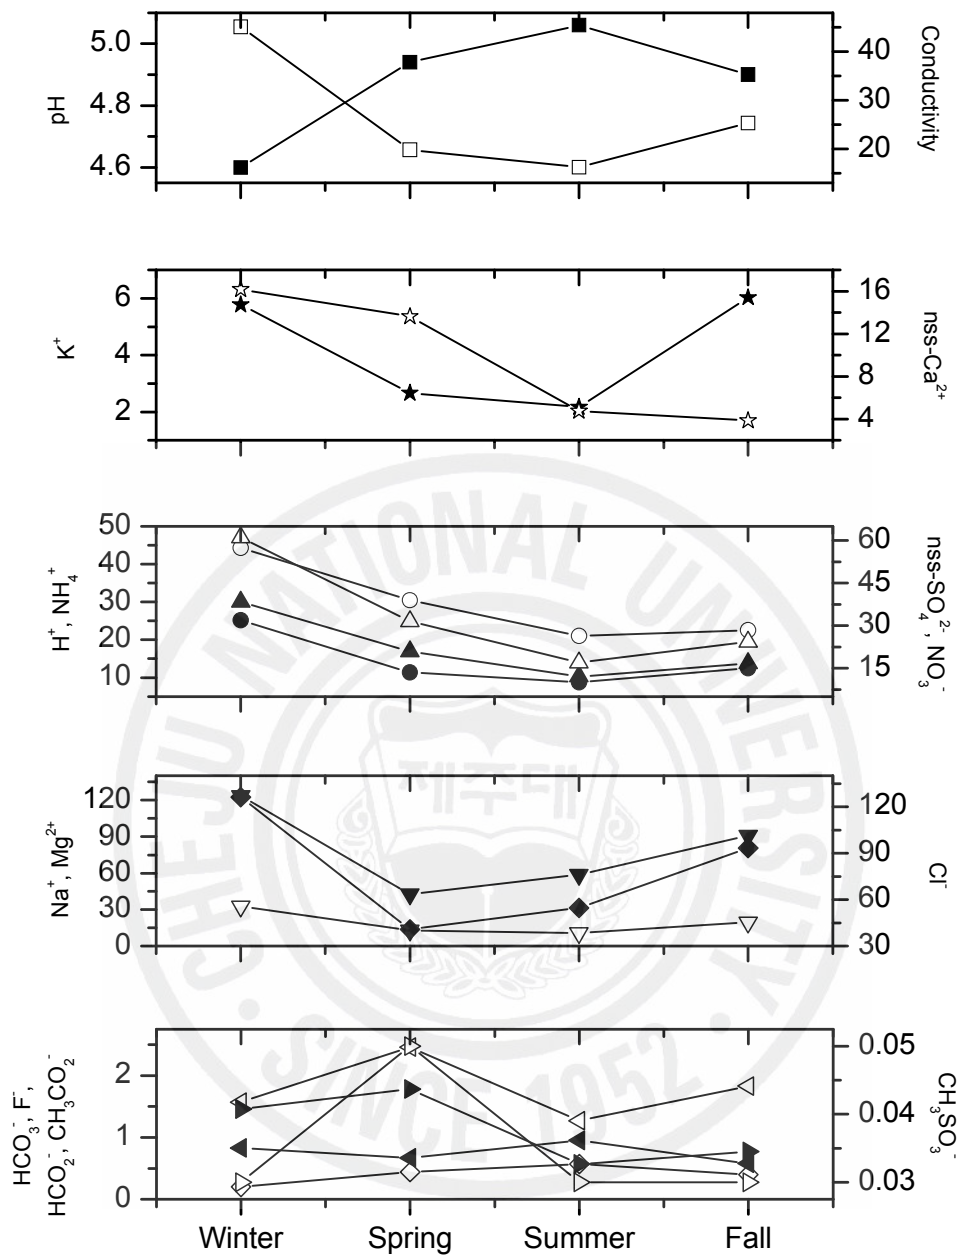 5.0
4.8
4.6
pH
40
30
20
Conductivity
6
4
2
K⁺
16
12
8
4
nss-Ca²⁺
50
40
30
20
10
H⁺, NH₄⁺
60
45
30
15
nss-SO₄²⁻, NO₃⁻
120
90
60
30
0
Na⁺, Mg²⁺
120
90
60
30
Cl⁻
2
1
0
HCO₃⁻, F⁻,
HCO₂⁻, CH₃CO₂⁻
0.05
0.04
0.03
CH₃SO₃⁻
Winter Spring Summer Fall
CHEJU NATIONAL UNIVERSITY
제주대
· SINCE 1952 ·